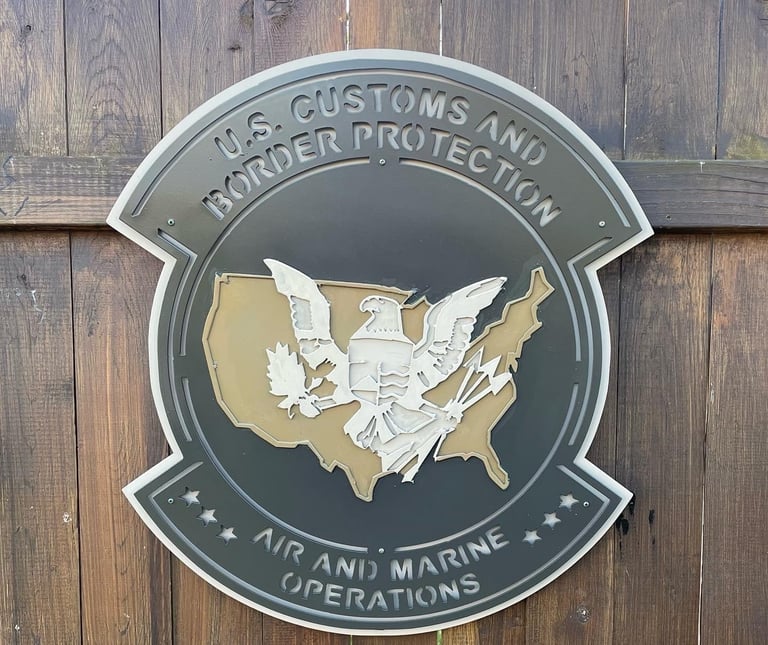 U.S. CUSTOMS AND
BORDER PROTECTION
AIR AND MARINE
OPERATIONS